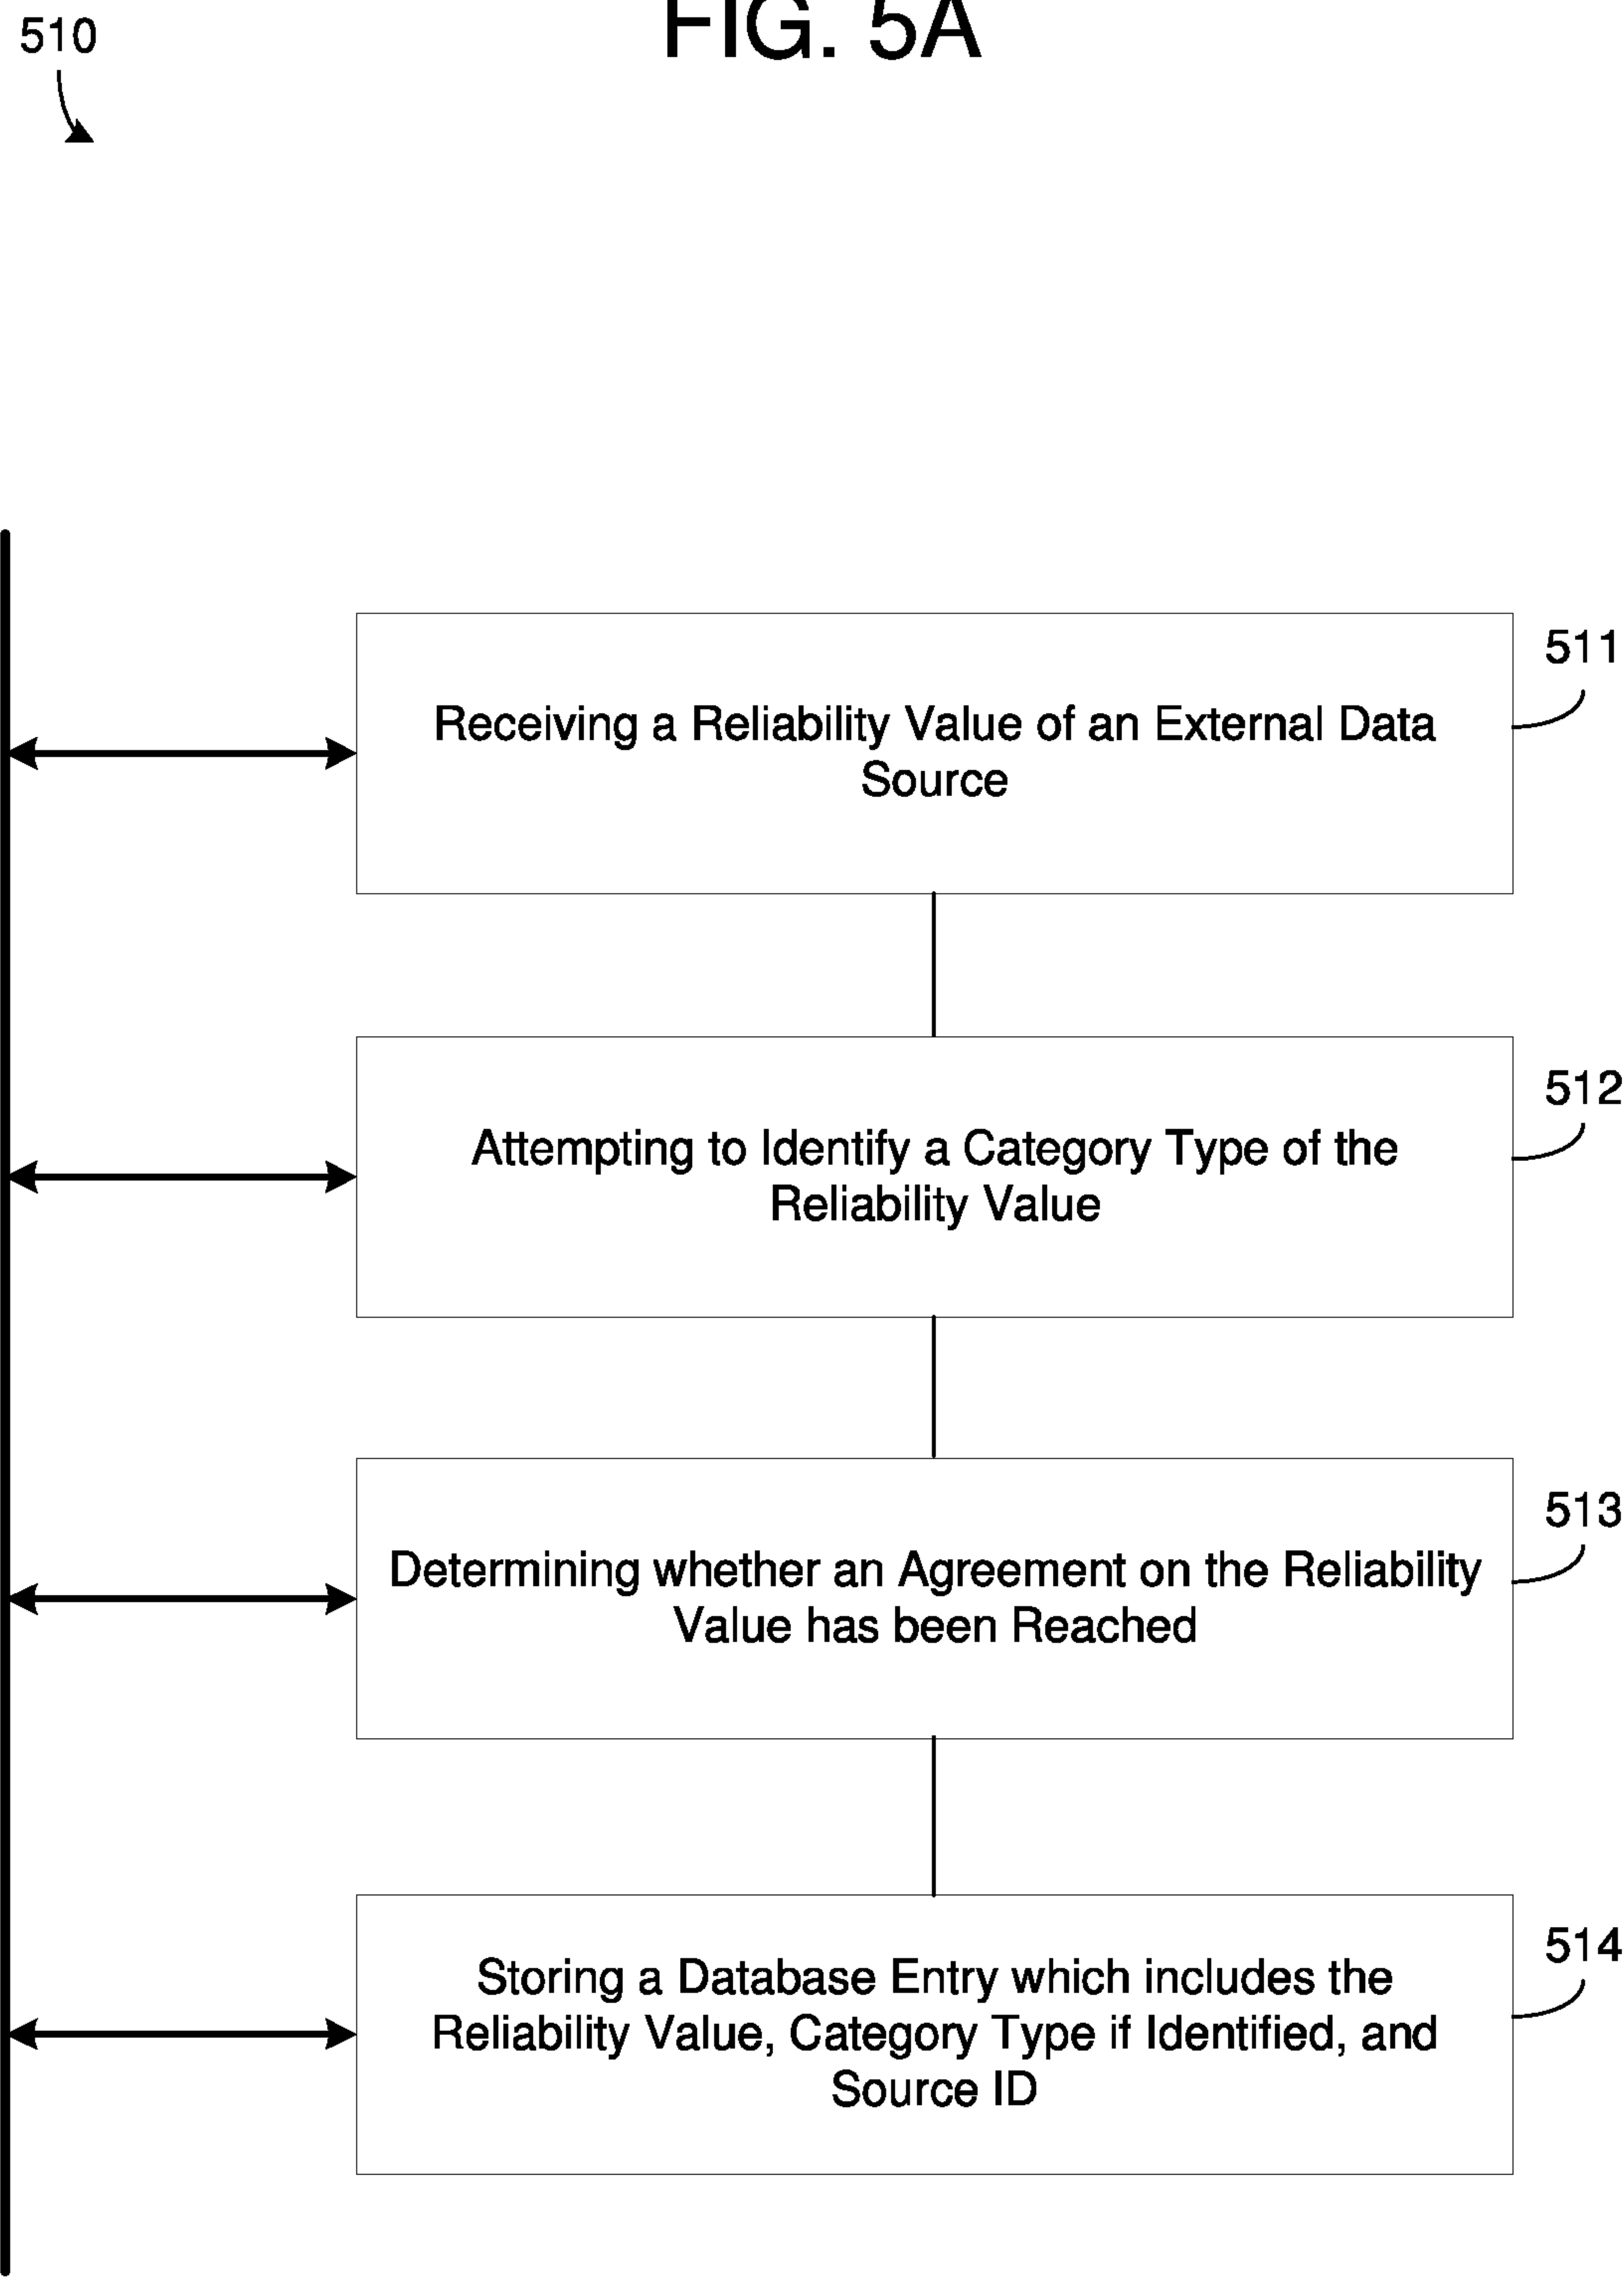 510
FIG. 5A
511
Receiving a Reliability Value of an External Data
Source
512
Attempting to Identify a Category Type of the
Reliability Value
513
Determining whether an Agreement on the Reliability
Value has been Reached
514
Storing a Database Entry which includes the
Reliability Value, Category Type if Identified, and
Source ID